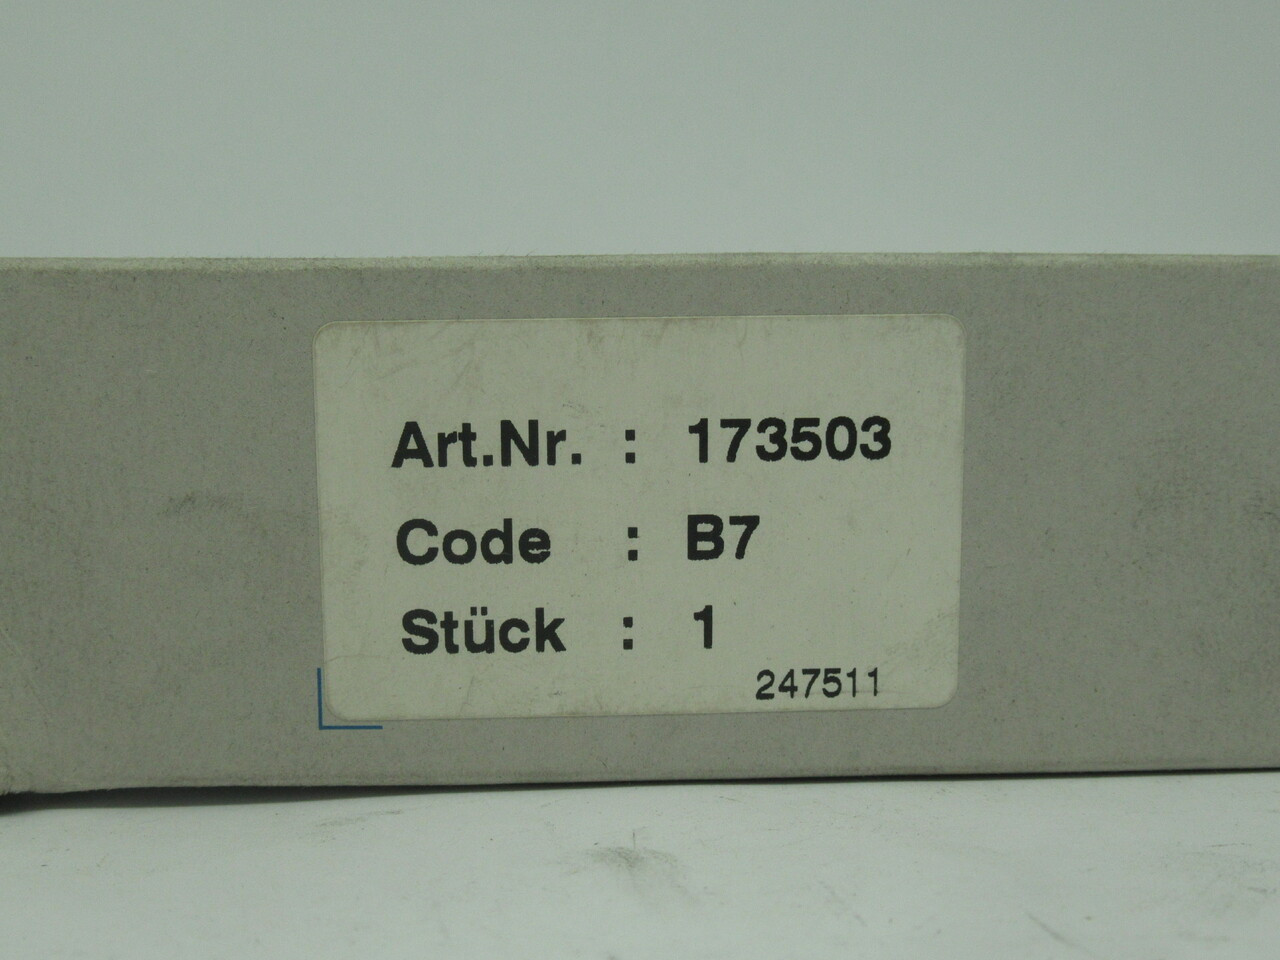 Art.Nr. : 173503
Code : B7
Stück : 1
247511